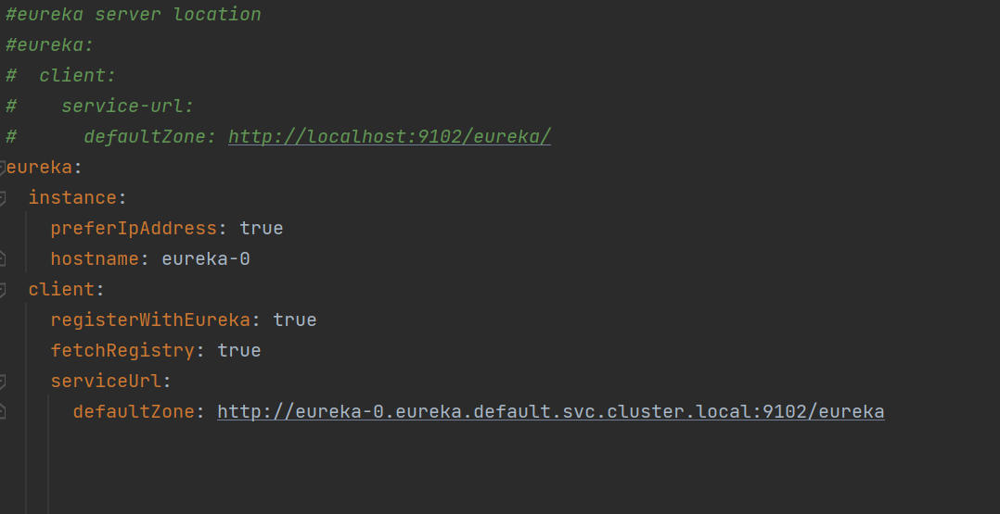 #eureka server location
#eureka:
#  client:
#    service-url:
#      defaultZone: http://localhost:9102/eureka/
eureka:
  instance:
    preferIpAddress: true
    hostname: eureka-0
  client:
    registerWithEureka: true
    fetchRegistry: true
    serviceUrl:
      defaultZone: http://eureka-0.eureka.default.svc.cluster.local:9102/eureka